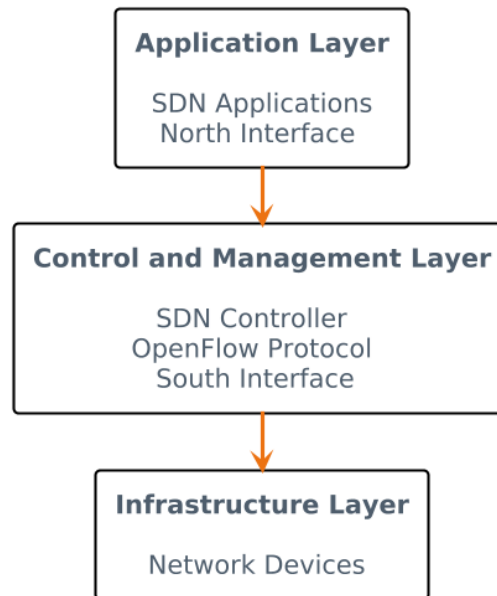 Application Layer
SDN Applications
North Interface
Control and Management Layer
SDN Controller
OpenFlow Protocol
South Interface
Infrastructure Layer
Network Devices